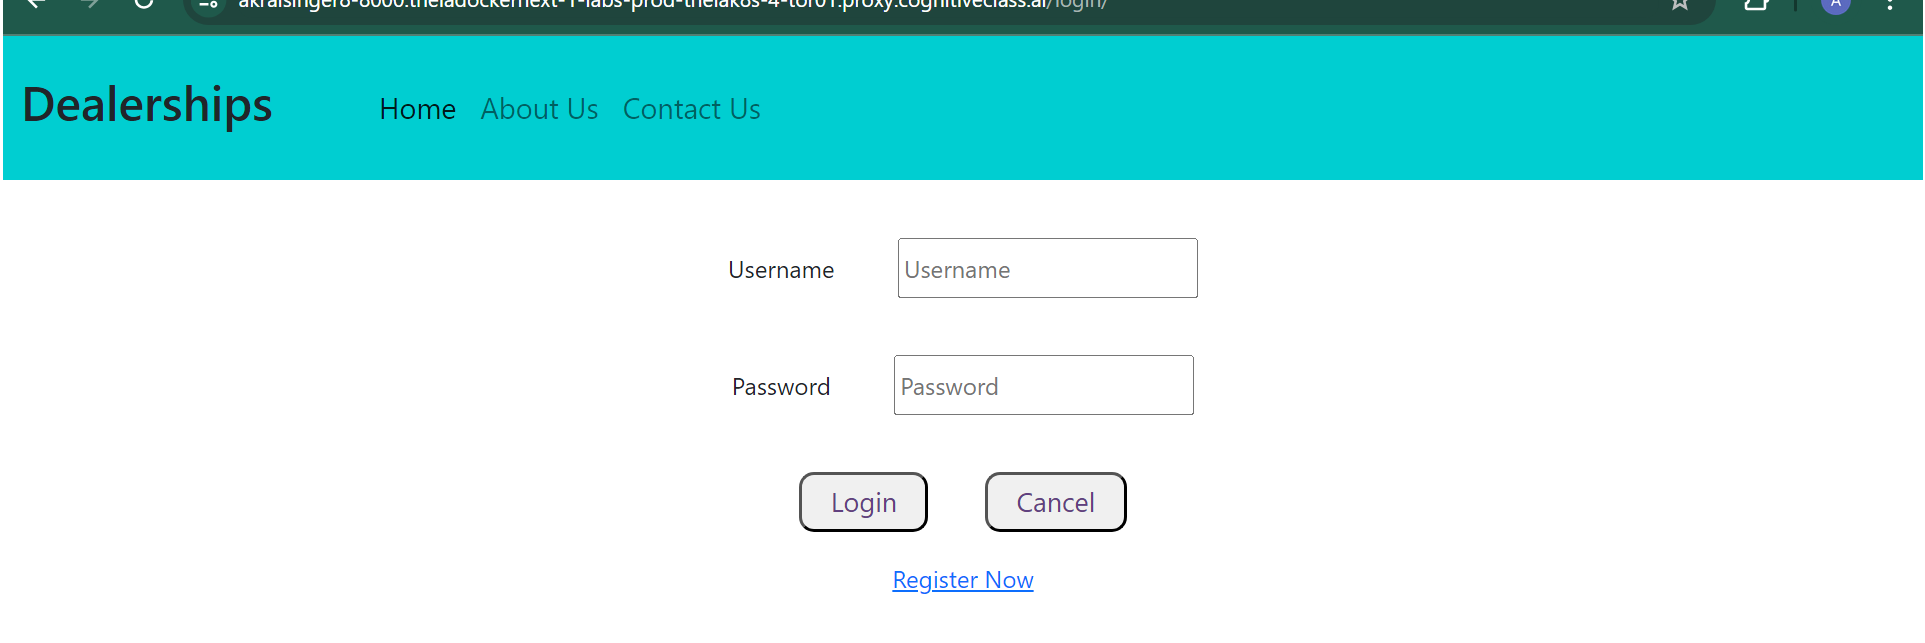 akraisinger8-8000.theiadockernext-1-labs-prod-theiak8s-4-tor01.proxy.cognitiveclass.ai/login/
A
Dealerships Home About Us Contact Us
Username Username
Password Password
Login Cancel
Register Now